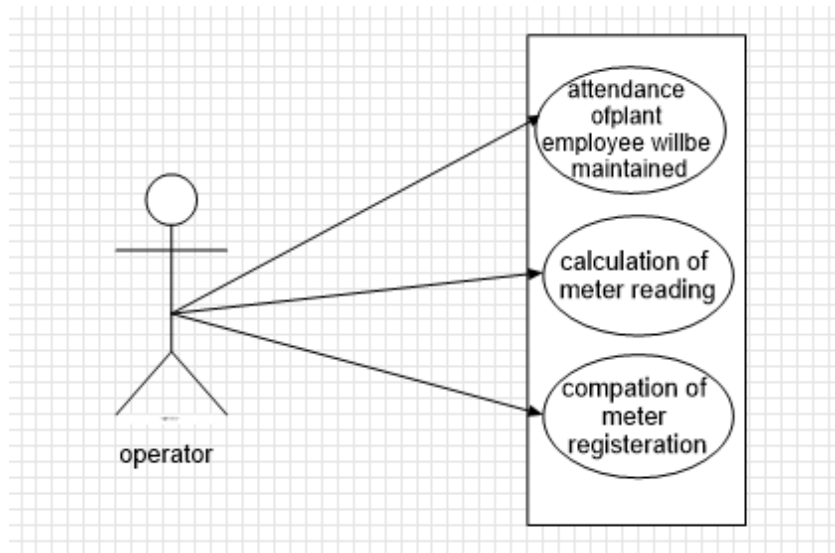 attendance
ofplant
employee willbe
maintained
calculation of
meter reading
compation of
meter
registeration
operator